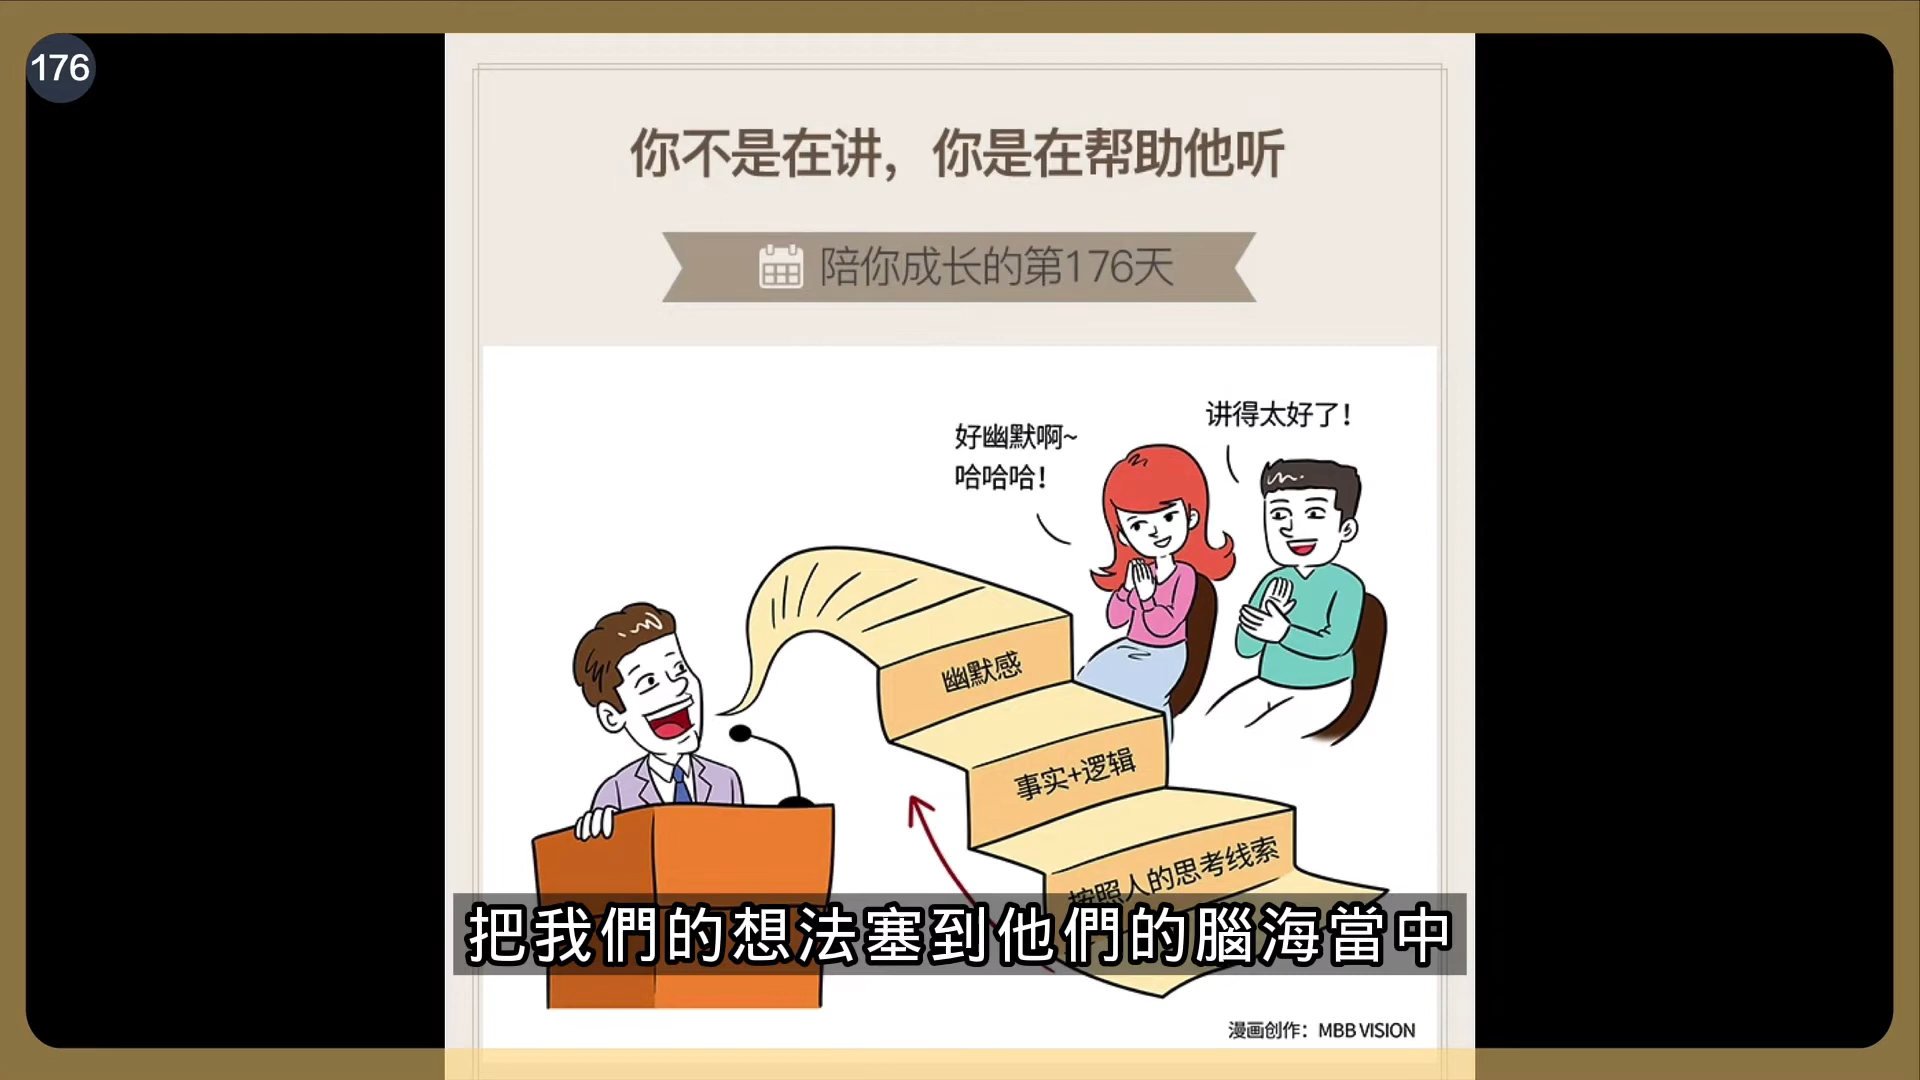 176
你不是在讲，你是在帮助他听
陪你成长的第176天
讲得太好了！
好幽默啊~
哈哈哈！
幽默感
事实+逻辑
按照人的思考线索
把我們的想法塞到他們的腦海當中
漫画创作：MBB VISION